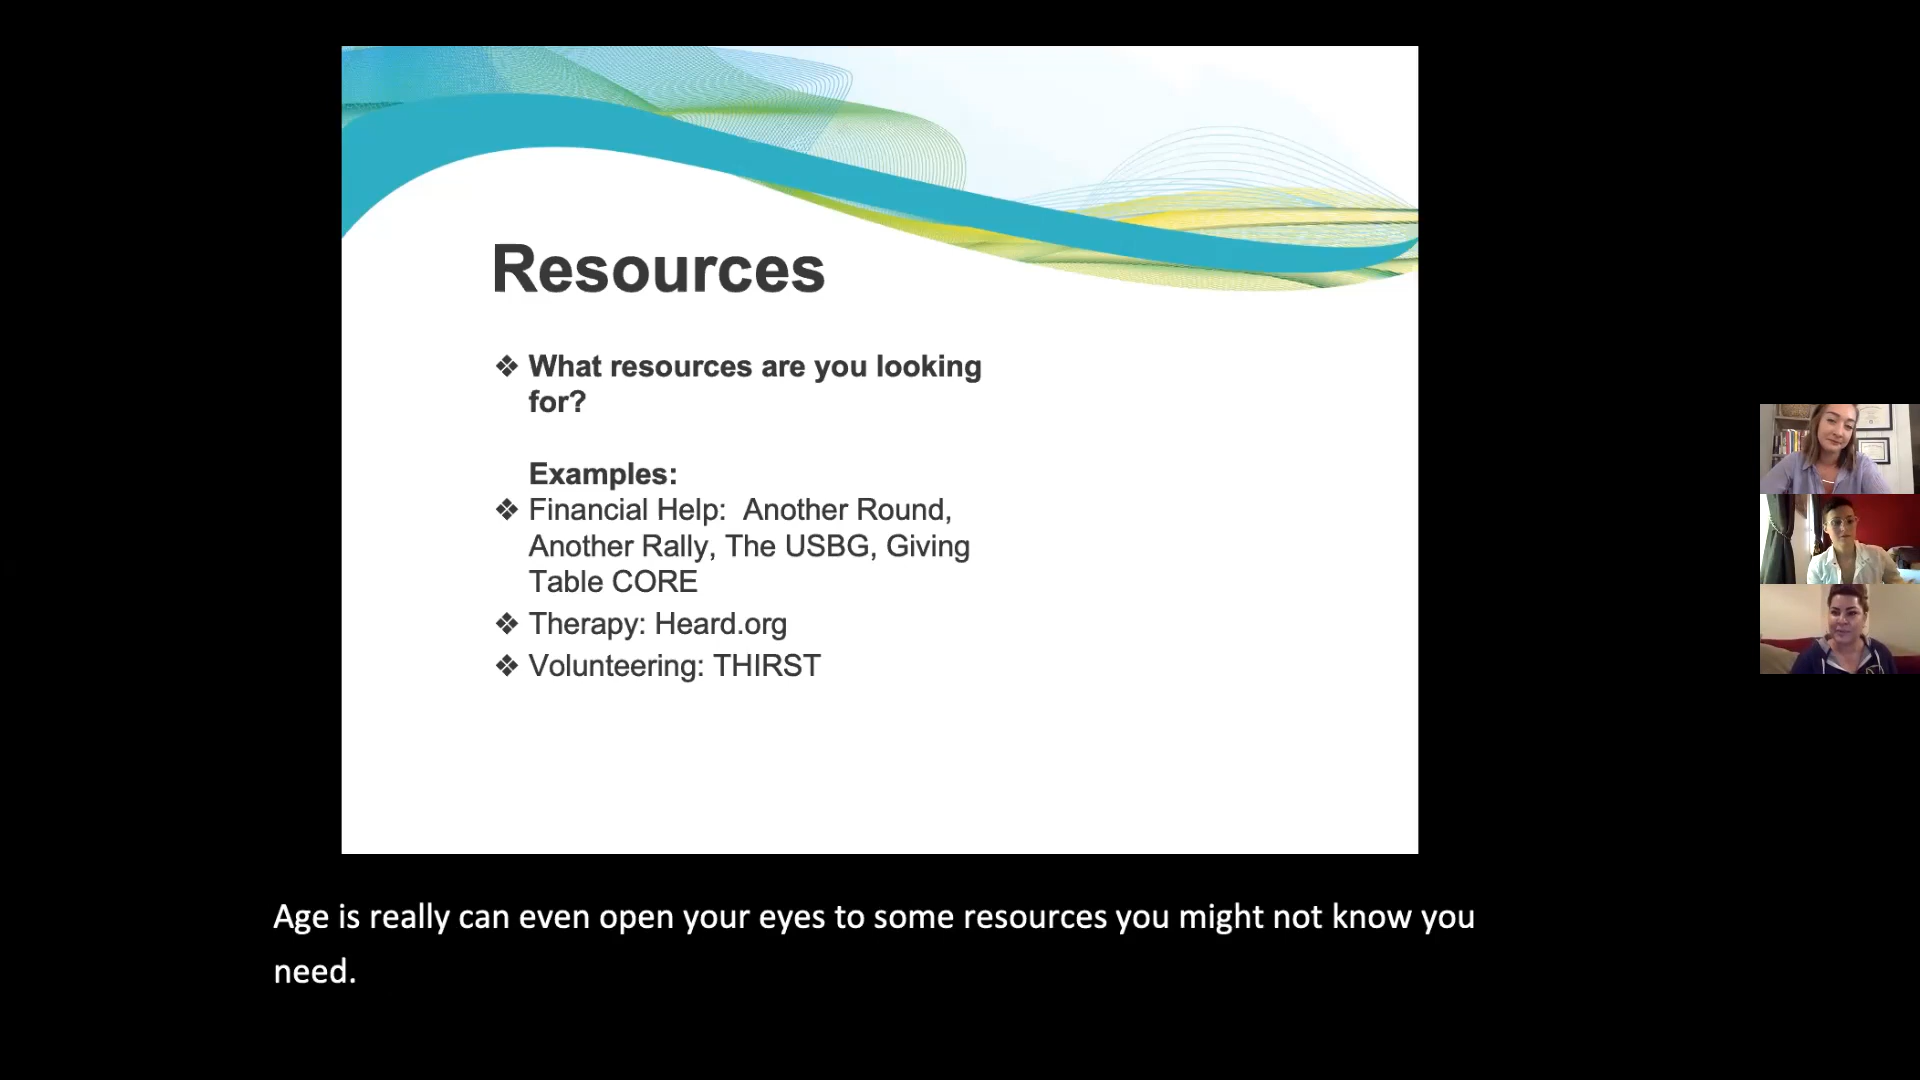 Resources
❖ What resources are you looking
for?
Examples:
❖ Financial Help:  Another Round,
Another Rally, The USBG, Giving
Table CORE
❖ Therapy: Heard.org
❖ Volunteering: THIRST
Age is really can even open your eyes to some resources you might not know you
need.